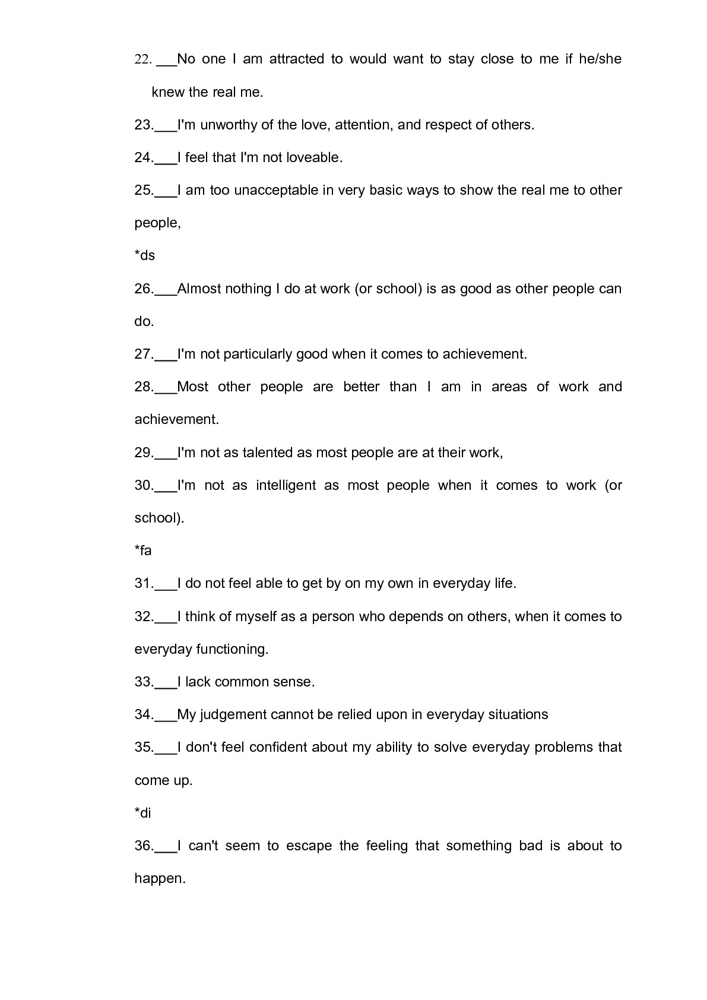 22. ___No one I am attracted to would want to stay close to me if he/she
knew the real me.
23.___I'm unworthy of the love, attention, and respect of others.
24.___I feel that I'm not loveable.
25.___I am too unacceptable in very basic ways to show the real me to other
people,
*ds
26.___Almost nothing I do at work (or school) is as good as other people can
do.
27.___I'm not particularly good when it comes to achievement.
28.___Most other people are better than I am in areas of work and
achievement.
29.___I'm not as talented as most people are at their work,
30.___I'm not as intelligent as most people when it comes to work (or
school).
*fa
31.___I do not feel able to get by on my own in everyday life.
32.___I think of myself as a person who depends on others, when it comes to
everyday functioning.
33.___I lack common sense.
34.___My judgement cannot be relied upon in everyday situations
35.___I don't feel confident about my ability to solve everyday problems that
come up.
*di
36.___I can't seem to escape the feeling that something bad is about to
happen.